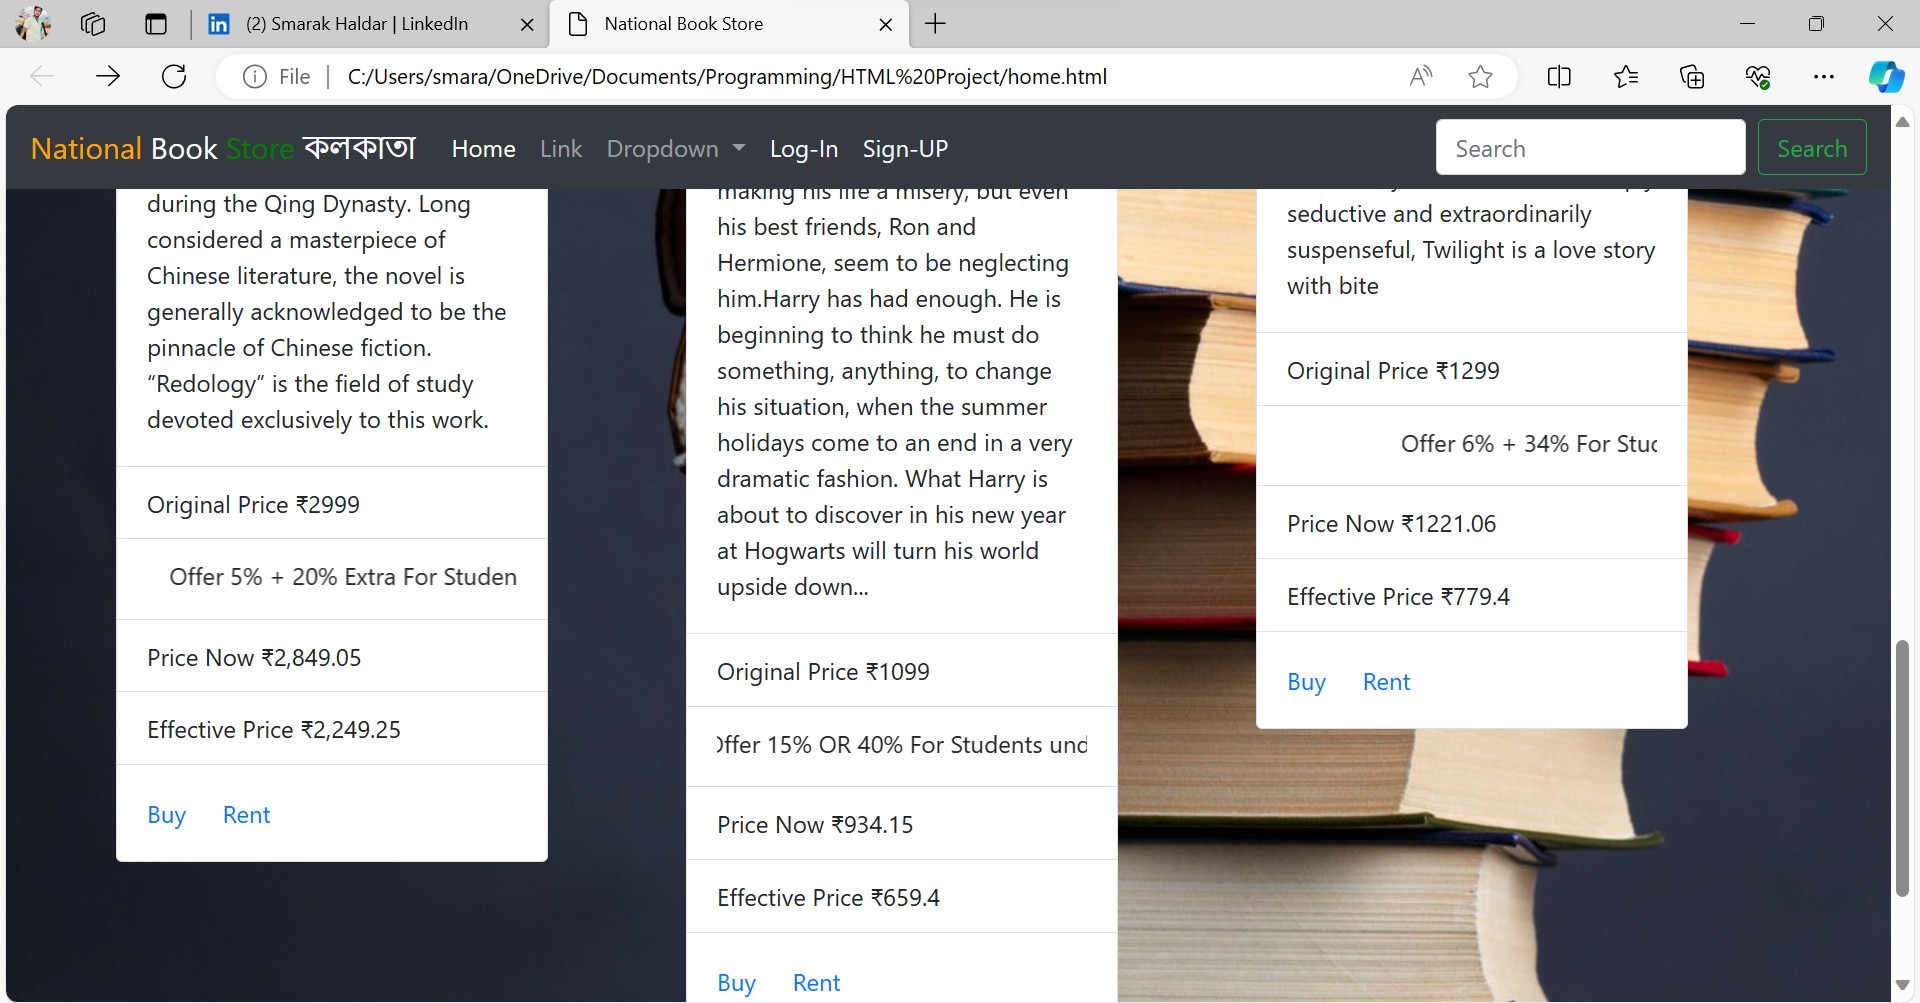 (2) Smarak Haldar | LinkedIn
National Book Store
File
C:/Users/smara/OneDrive/Documents/Programming/HTML%20Project/home.html
National Book Store কলকাতা
Home
Link
Dropdown
Log-In
Sign-UP
Search
Search
during the Qing Dynasty. Long
considered a masterpiece of
Chinese literature, the novel is
generally acknowledged to be the
pinnacle of Chinese fiction.
“Redology” is the field of study
devoted exclusively to this work.
Original Price ₹2999
Offer 5% + 20% Extra For Studen
Price Now ₹2,849.05
Effective Price ₹2,249.25
Buy Rent
making his life a misery, but even
his best friends, Ron and
Hermione, seem to be neglecting
him.Harry has had enough. He is
beginning to think he must do
something, anything, to change
his situation, when the summer
holidays come to an end in a very
dramatic fashion. What Harry is
about to discover in his new year
at Hogwarts will turn his world
upside down...
Original Price ₹1099
Offer 15% OR 40% For Students und
Price Now ₹934.15
Effective Price ₹659.4
Buy Rent
seductive and extraordinarily
suspenseful, Twilight is a love story
with bite
Original Price ₹1299
Offer 6% + 34% For Stuc
Price Now ₹1221.06
Effective Price ₹779.4
Buy Rent